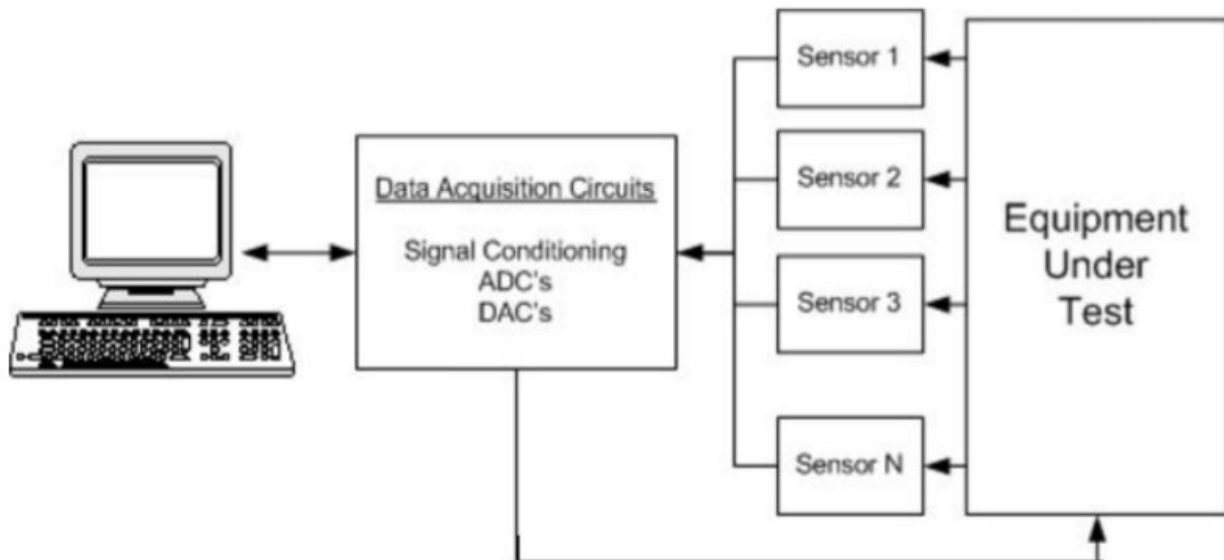 Sensor 1
Data Acquisition Circuits
Signal Conditioning
ADC's
DAC's
Sensor 2
Sensor 3
Sensor N
Equipment
Under
Test